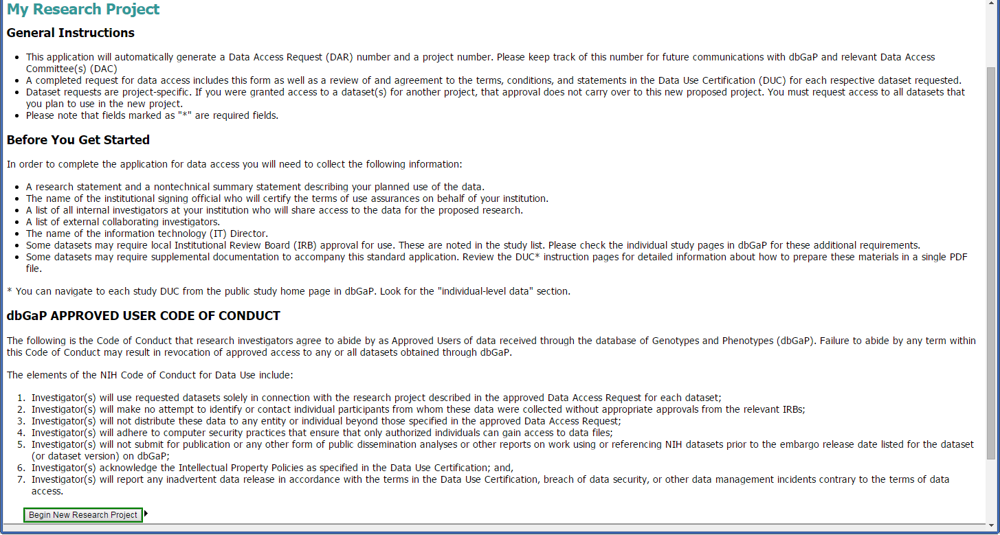 My Research Project
General Instructions
• This application will automatically generate a Data Access Request (DAR) number and a project number. Please keep track of this number for future communications with dbGaP and relevant Data Access
Committee(s) (DAC)
• A completed request for data access includes this form as well as a review of and agreement to the terms, conditions, and statements in the Data Use Certification (DUC) for each respective dataset requested.
• Dataset requests are project-specific. If you were granted access to a dataset(s) for another project, that approval does not carry over to this new proposed project. You must request access to all datasets that
you plan to use in the new project.
• Please note that fields marked as "*" are required fields.
Before You Get Started
In order to complete the application for data access you will need to collect the following information:
• A research statement and a nontechnical summary statement describing your planned use of the data.
• The name of the institutional signing official who will certify the terms of use assurances on behalf of your institution.
• A list of all internal investigators at your institution who will share access to the data for the proposed research.
• A list of external collaborating investigators.
• The name of the information technology (IT) Director.
• Some datasets may require local Institutional Review Board (IRB) approval for use. These are noted in the study list. Please check the individual study pages in dbGaP for these additional requirements.
• Some datasets may require supplemental documentation to accompany this standard application. Review the DUC* instruction pages for detailed information about how to prepare these materials in a single PDF
file.
* You can navigate to each study DUC from the public study home page in dbGaP. Look for the "individual-level data" section.
dbGaP APPROVED USER CODE OF CONDUCT
The following is the Code of Conduct that research investigators agree to abide by as Approved Users of data received through the database of Genotypes and Phenotypes (dbGaP). Failure to abide by any term within
this Code of Conduct may result in revocation of approved access to any or all datasets obtained through dbGaP.
The elements of the NIH Code of Conduct for Data Use include:
1. Investigator(s) will use requested datasets solely in connection with the research project described in the approved Data Access Request for each dataset;
2. Investigator(s) will make no attempt to identify or contact individual participants from whom these data were collected without appropriate approvals from the relevant IRBs;
3. Investigator(s) will not distribute these data to any entity or individual beyond those specified in the approved Data Access Request;
4. Investigator(s) will adhere to computer security practices that ensure that only authorized individuals can gain access to data files;
5. Investigator(s) will not submit for publication or any other form of public dissemination analyses or other reports on work using or referencing NIH datasets prior to the embargo release date listed for the dataset
(or dataset version) on dbGaP;
6. Investigator(s) acknowledge the Intellectual Property Policies as specified in the Data Use Certification; and,
7. Investigator(s) will report any inadvertent data release in accordance with the terms in the Data Use Certification, breach of data security, or other data management incidents contrary to the terms of data
access.
Begin New Research Project